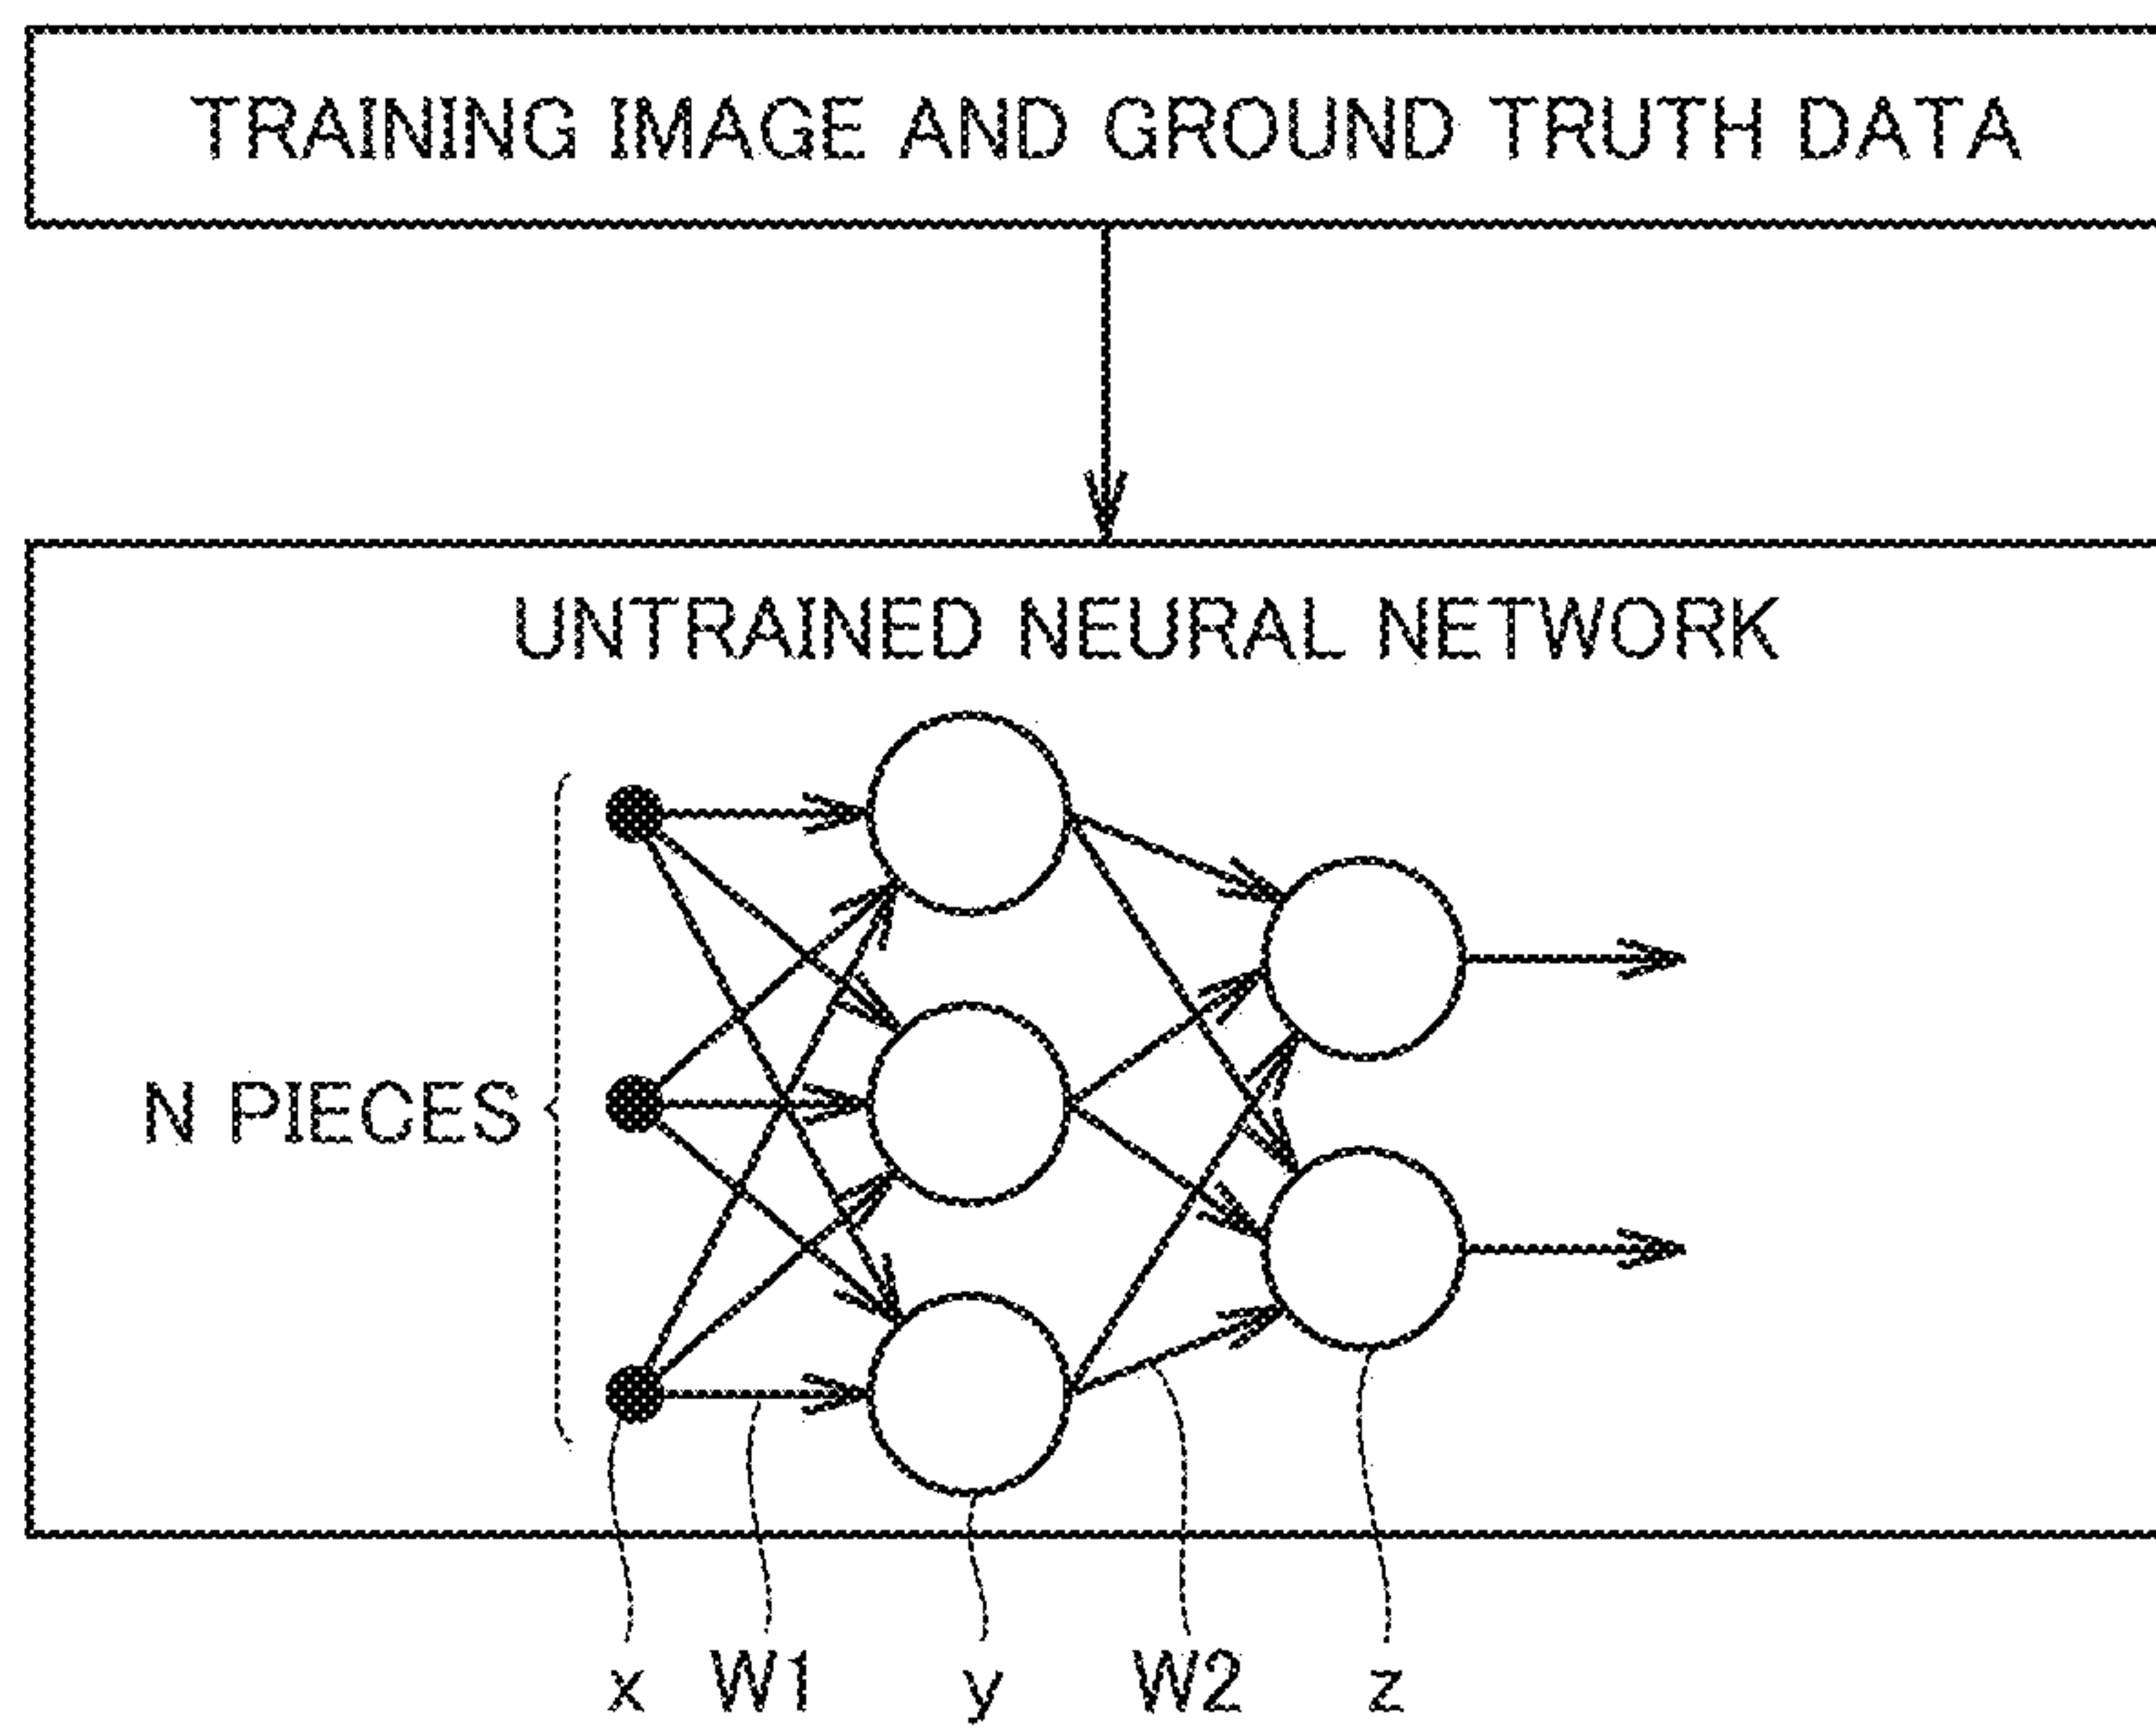 TRAINING IMAGE AND GROUND TRUTH DATA
UNTRAINED NEURAL NETWORK
N PIECES
x W1 y W2 z